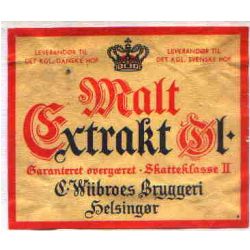 LEVERANDØR TIL
DET KGL. DANSKE HOF
LEVERANDØR TIL
DET KGL. SVENSKE HOF
Malt
Extrakt Øl.
Garanteret overgæret · Skatteklasse II
C. Wiibroes Bryggeri
Helsingør